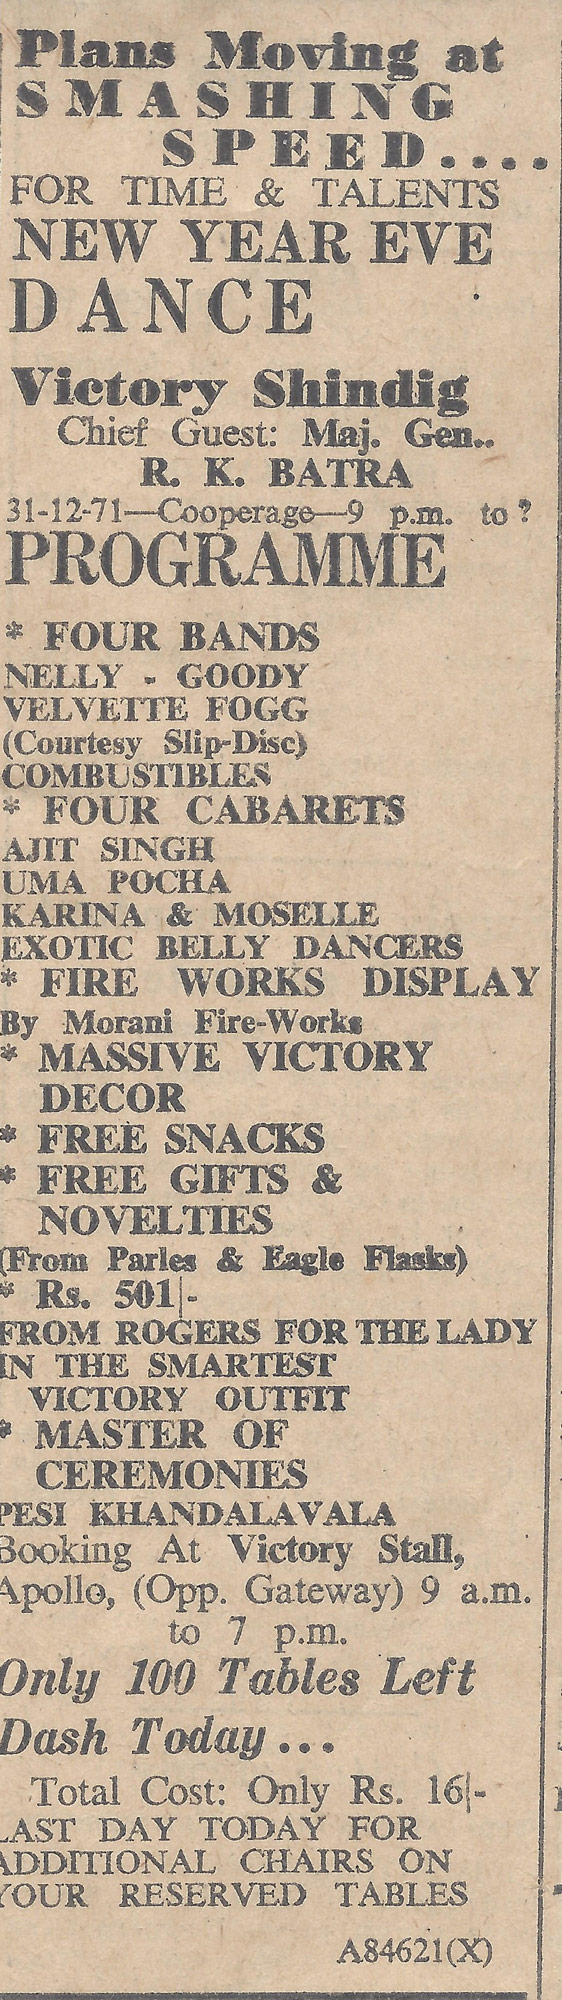 Plans Moving at
SMASHING
SPEED....
FOR TIME & TALENTS
NEW YEAR EVE
DANCE
Victory Shindig
Chief Guest: Maj. Gen..
R. K. BATRA
31-12-71—Cooperage—9 p.m. to ?
PROGRAMME
* FOUR BANDS
NELLY - GOODY
VELVETTE FOGG
(Courtesy Slip-Disc)
COMBUSTIBLES
* FOUR CABARETS
AJIT SINGH
UMA POCHA
KARINA & MOSELLE
EXOTIC BELLY DANCERS
* FIRE WORKS DISPLAY
By Morani Fire-Works
* MASSIVE VICTORY
DECOR
* FREE SNACKS
* FREE GIFTS &
NOVELTIES
(From Parles & Eagle Flasks)
* Rs. 501|-
FROM ROGERS FOR THE LADY
IN THE SMARTEST
VICTORY OUTFIT
* MASTER OF
CEREMONIES
PESI KHANDALAVALA
Booking At Victory Stall,
Apollo, (Opp. Gateway) 9 a.m.
to 7 p.m.
Only 100 Tables Left
Dash Today...
Total Cost: Only Rs. 16|-
LAST DAY TODAY FOR
ADDITIONAL CHAIRS ON
YOUR RESERVED TABLES
A84621(X)